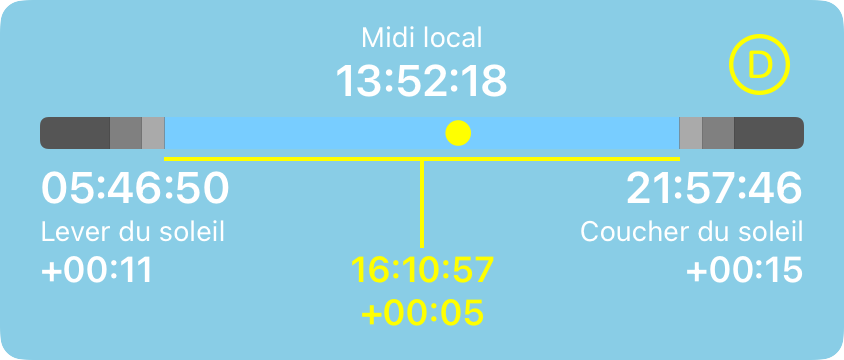 Midi local
13:52:18
D
05:46:50
Lever du soleil
+00:11
16:10:57
+00:05
21:57:46
Coucher du soleil
+00:15